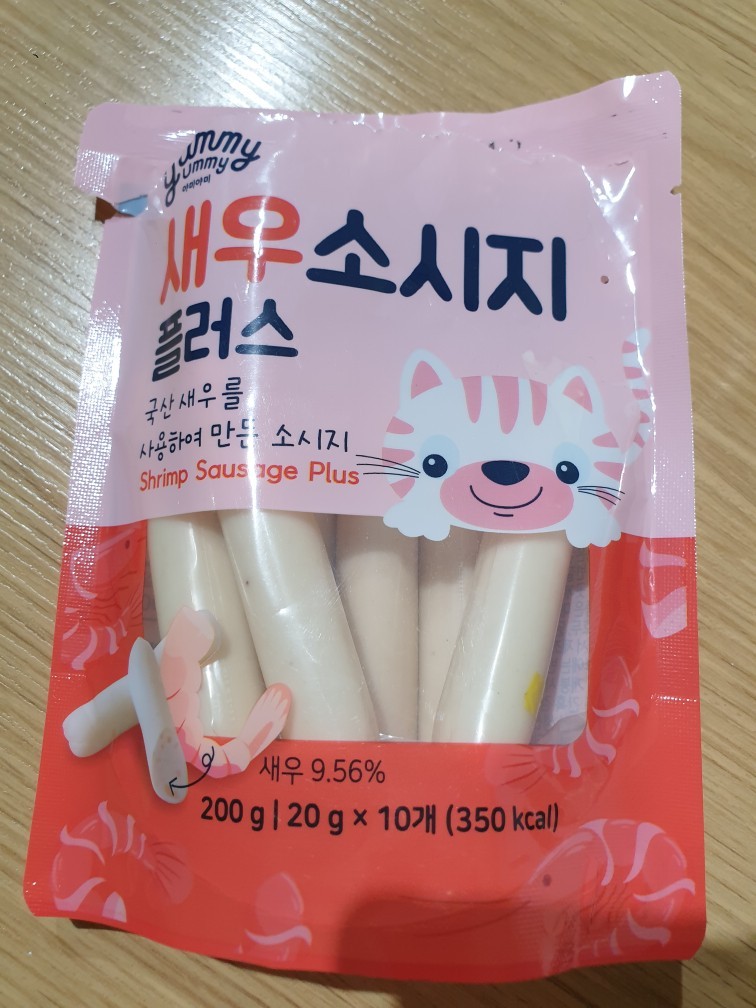 yummy
yummy
야미야미
새우소시지
플러스
국산 새우를
사용하여 만든 소시지
Shrimp Sausage Plus
새우 9.56%
200 g | 20 g × 10개 (350 kcal)